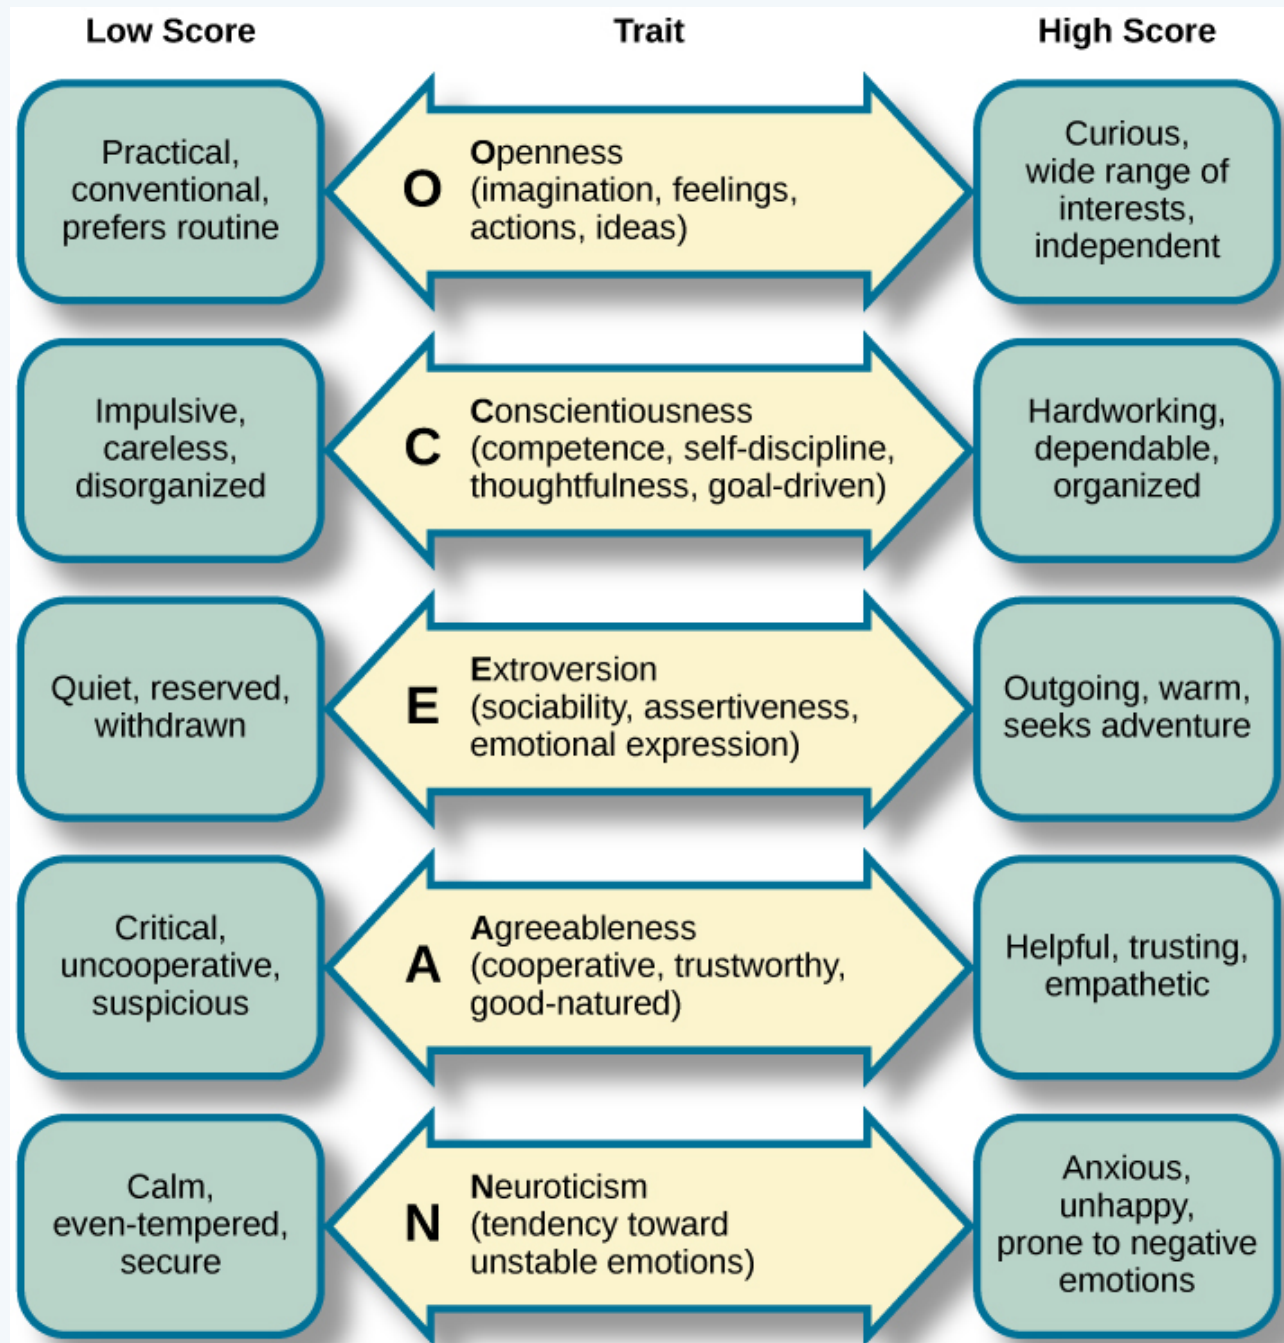 Low Score
Trait
High Score
Practical,
conventional,
prefers routine
O
Openness
(imagination, feelings,
actions, ideas)
Curious,
wide range of
interests,
independent
Impulsive,
careless,
disorganized
C
Conscientiousness
(competence, self-discipline,
thoughtfulness, goal-driven)
Hardworking,
dependable,
organized
Quiet, reserved,
withdrawn
E
Extroversion
(sociability, assertiveness,
emotional expression)
Outgoing, warm,
seeks adventure
Critical,
uncooperative,
suspicious
A
Agreeableness
(cooperative, trustworthy,
good-natured)
Helpful, trusting,
empathetic
Calm,
even-tempered,
secure
N
Neuroticism
(tendency toward
unstable emotions)
Anxious,
unhappy,
prone to negative
emotions